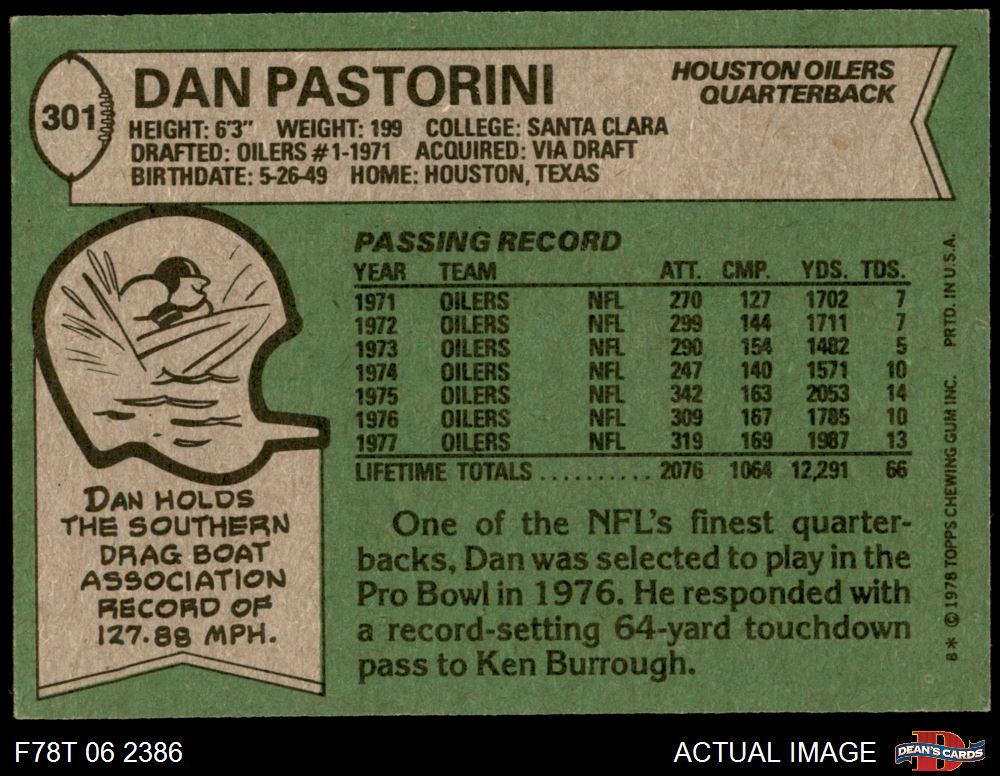 301
DAN PASTORINI
HOUSTON OILERS
QUARTERBACK
HEIGHT: 6'3" WEIGHT: 199 COLLEGE: SANTA CLARA
DRAFTED: OILERS #1-1971 ACQUIRED: VIA DRAFT
BIRTHDATE: 5-26-49 HOME: HOUSTON, TEXAS
PASSING RECORD
YEAR TEAM ATT. CMP. YDS. TDS.
1971 OILERS NFL 270 127 1702 7
1972 OILERS NFL 299 144 1711 7
1973 OILERS NFL 290 154 1482 5
1974 OILERS NFL 247 140 1571 10
1975 OILERS NFL 342 163 2053 14
1976 OILERS NFL 309 167 1785 10
1977 OILERS NFL 319 169 1987 13
LIFETIME TOTALS .......... 2076 1064 12,291 66
DAN HOLDS
THE SOUTHERN
DRAG BOAT
ASSOCIATION
RECORD OF
127.88 MPH.
One of the NFL's finest quarter-
backs, Dan was selected to play in the
Pro Bowl in 1976. He responded with
a record-setting 64-yard touchdown
pass to Ken Burrough.
8* © 1978 TOPPS CHEWING GUM INC. PRTD. IN U.S.A.
F78T 06 2386
ACTUAL IMAGE
DEAN'S CARDS